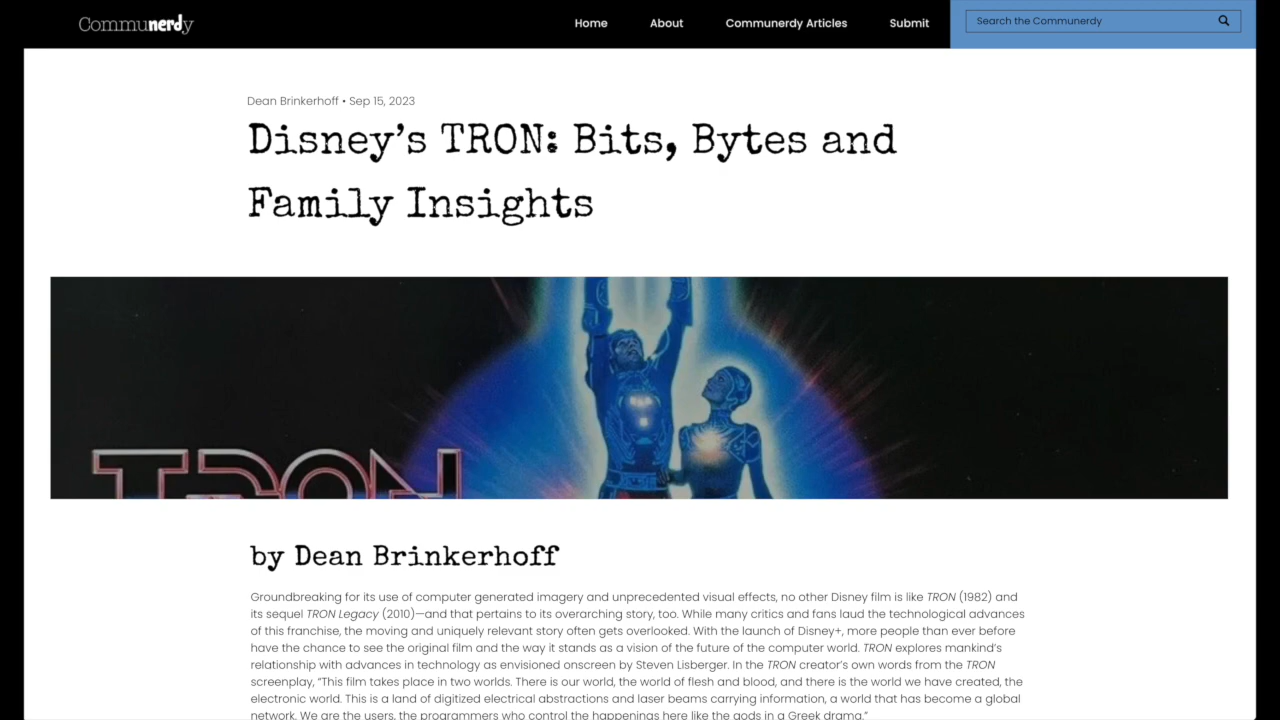 Communerdy
Home About Communerdy Articles Submit Search the Communerdy
Dean Brinkerhoff • Sep 15, 2023
Disney’s TRON: Bits, Bytes and
Family Insights
TRON
by Dean Brinkerhoff
Groundbreaking for its use of computer generated imagery and unprecedented visual effects, no other Disney film is like TRON (1982) and
its sequel TRON Legacy (2010)—and that pertains to its overarching story, too. While many critics and fans laud the technological advances
of this franchise, the moving and uniquely relevant story often gets overlooked. With the launch of Disney+, more people than ever before
have the chance to see the original film and the way it stands as a vision of the future of the computer world. TRON explores mankind’s
relationship with advances in technology as envisioned onscreen by Steven Lisberger. In the TRON creator’s own words from the TRON
screenplay, “This film takes place in two worlds. There is our world, the world of flesh and blood, and there is the world we have created, the
electronic world. This is a land of digitized electrical abstractions and laser beams carrying information, a world that has become a global
network. We are the users, the programmers who control the happenings here like the gods in a Greek drama.”